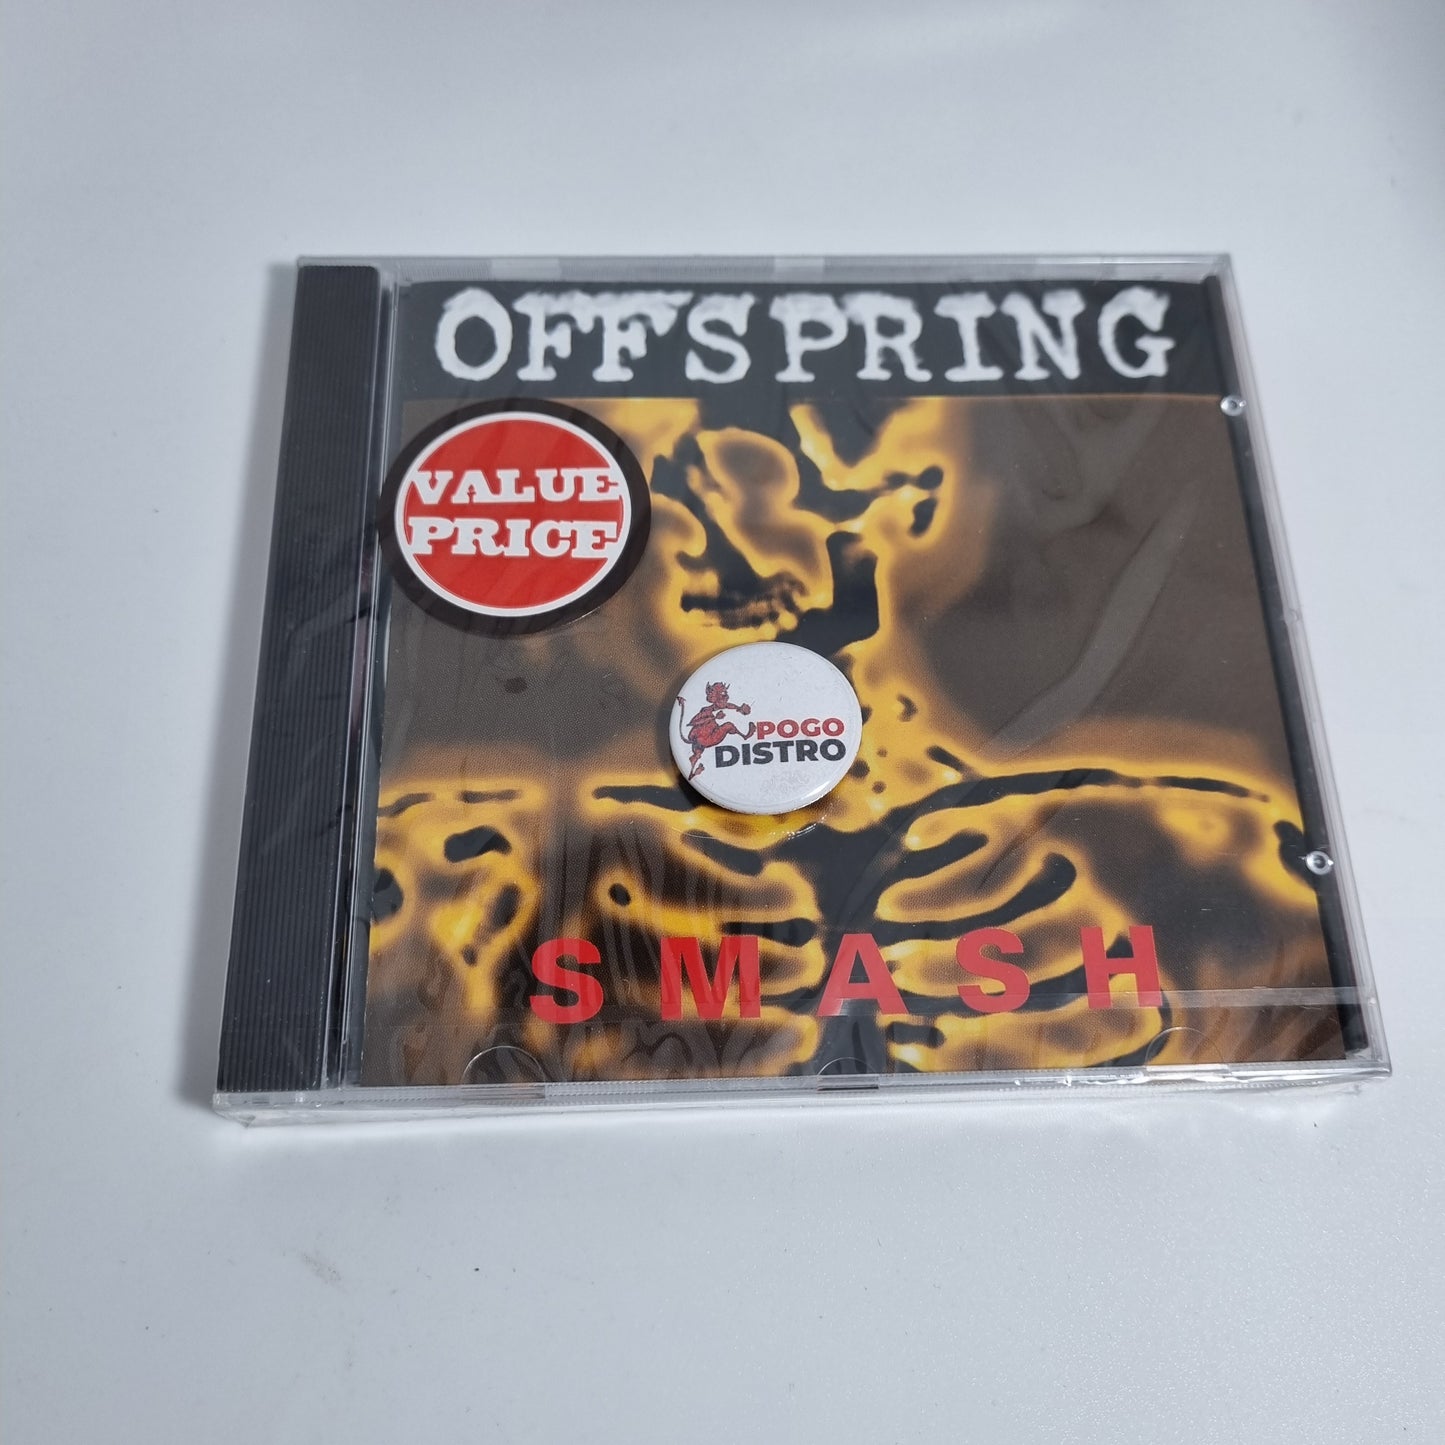 OFFSPRING
VALUE
PRICE
POGO
DISTRO
SMASH